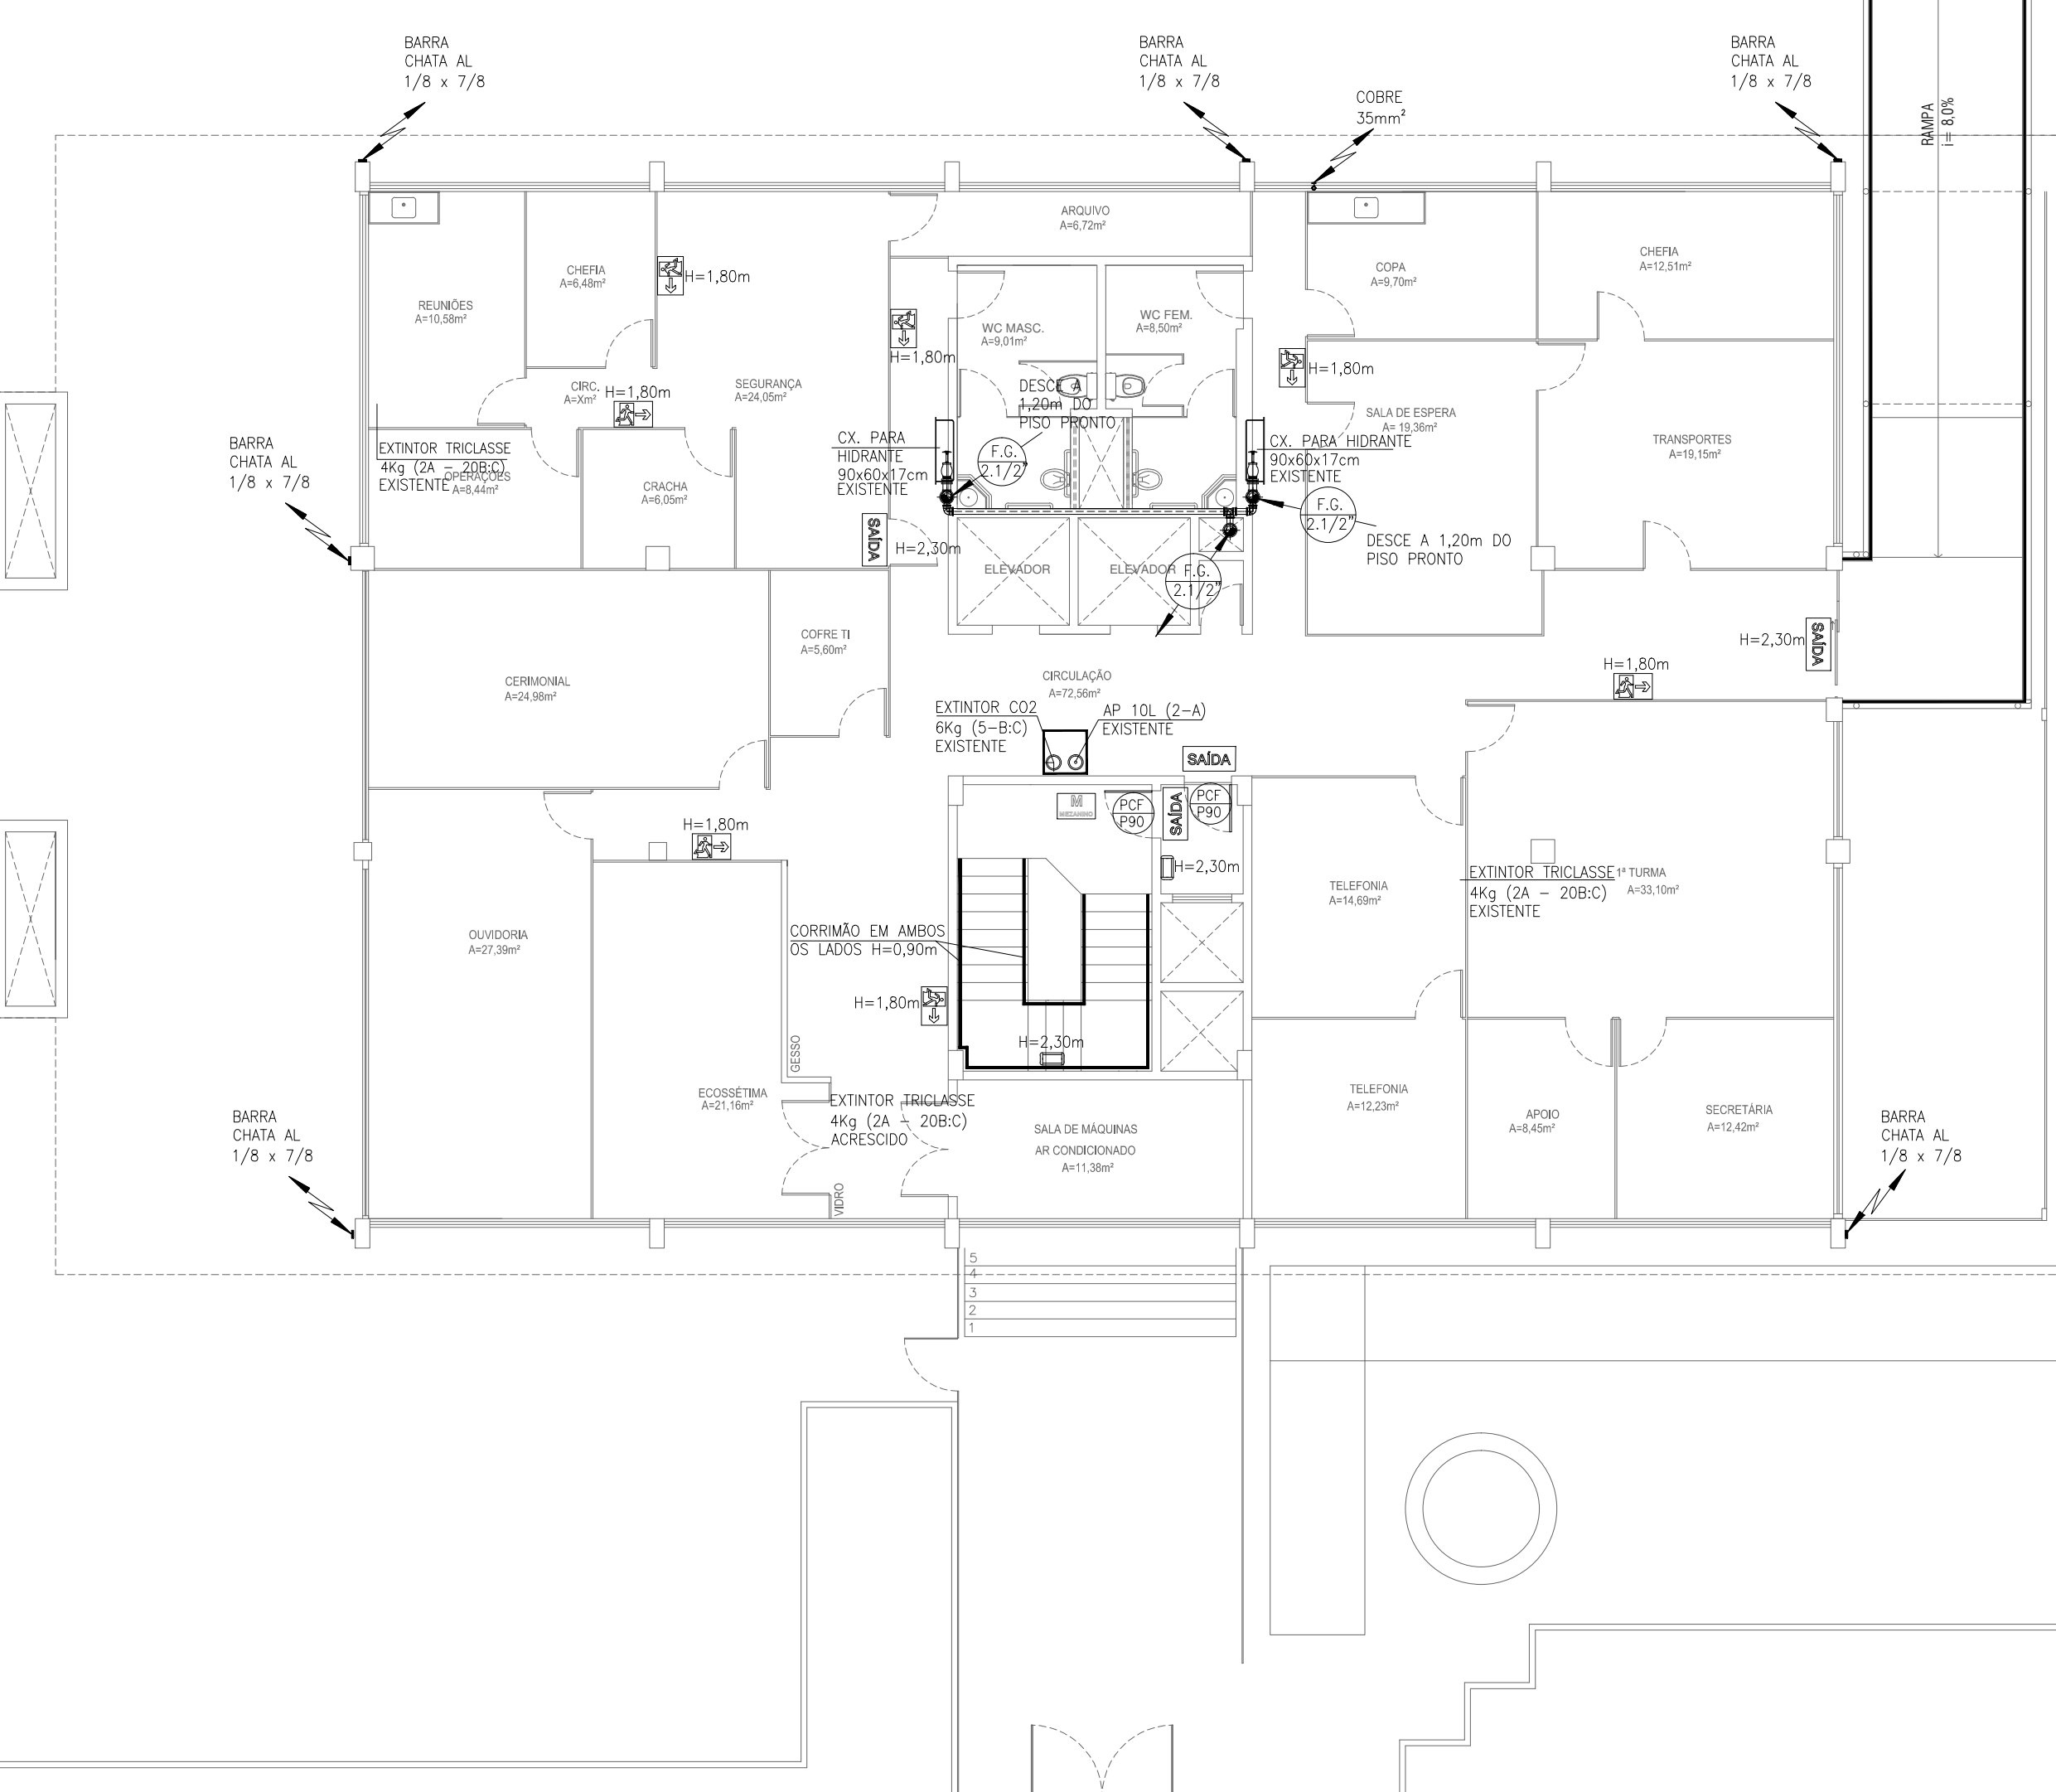 BARRA
CHATA AL
1/8 x 7/8
BARRA
CHATA AL
1/8 x 7/8
BARRA
CHATA AL
1/8 x 7/8
COBRE
35mm²
RAMPA
i= 8,0%
ARQUIVO
A=6,72m²
REUNIÕES
A=10,58m²
CHEFIA
A=6,48m²
H=1,80m
H=1,80m
WC MASC.
A=9,01m²
WC FEM.
A=8,50m²
COPA
A=9,70m²
CHEFIA
A=12,51m²
H=1,80m
CIRC.
A=Xm²
H=1,80m
SEGURANÇA
A=24,05m²
DESCE A
1,20m DO
PISO PRONTO
SALA DE ESPERA
A= 19,36m²
TRANSPORTES
A=19,15m²
BARRA
CHATA AL
1/8 x 7/8
EXTINTOR TRICLASSE
4Kg (2A – 20B:C)
EXISTENTE
OPERAÇÕES
A=8,44m²
CRACHA
A=6,05m²
CX. PARA
HIDRANTE
90x60x17cm
EXISTENTE
F.G.
2.1/2"
CX. PARA HIDRANTE
90x60x17cm
EXISTENTE
F.G.
2.1/2"
DESCE A 1,20m DO
PISO PRONTO
SAÍDA
H=2,30m
ELEVADOR
ELEVADOR
F.G.
2.1/2"
COFRE TI
A=5,60m²
CERIMONIAL
A=24,98m²
CIRCULAÇÃO
A=72,56m²
H=2,30m
SAÍDA
H=1,80m
EXTINTOR CO2
6Kg (5–B:C)
EXISTENTE
AP 10L (2–A)
EXISTENTE
SAÍDA
M
MEZANINO
PCF
P90
SAÍDA
PCF
P90
H=1,80m
H=2,30m
TELEFONIA
A=14,69m²
EXTINTOR TRICLASSE
4Kg (2A – 20B:C)
EXISTENTE
1ª TURMA
A=33,10m²
OUVIDORIA
A=27,39m²
CORRIMÃO EM AMBOS
OS LADOS H=0,90m
H=1,80m
H=2,30m
GESSO
ECOSSÉTIMA
A=21,16m²
EXTINTOR TRICLASSE
4Kg (2A – 20B:C)
ACRESCIDO
VIDRO
SALA DE MÁQUINAS
AR CONDICIONADO
A=11,38m²
TELEFONIA
A=12,23m²
APOIO
A=8,45m²
SECRETÁRIA
A=12,42m²
BARRA
CHATA AL
1/8 x 7/8
BARRA
CHATA AL
1/8 x 7/8
5
4
3
2
1